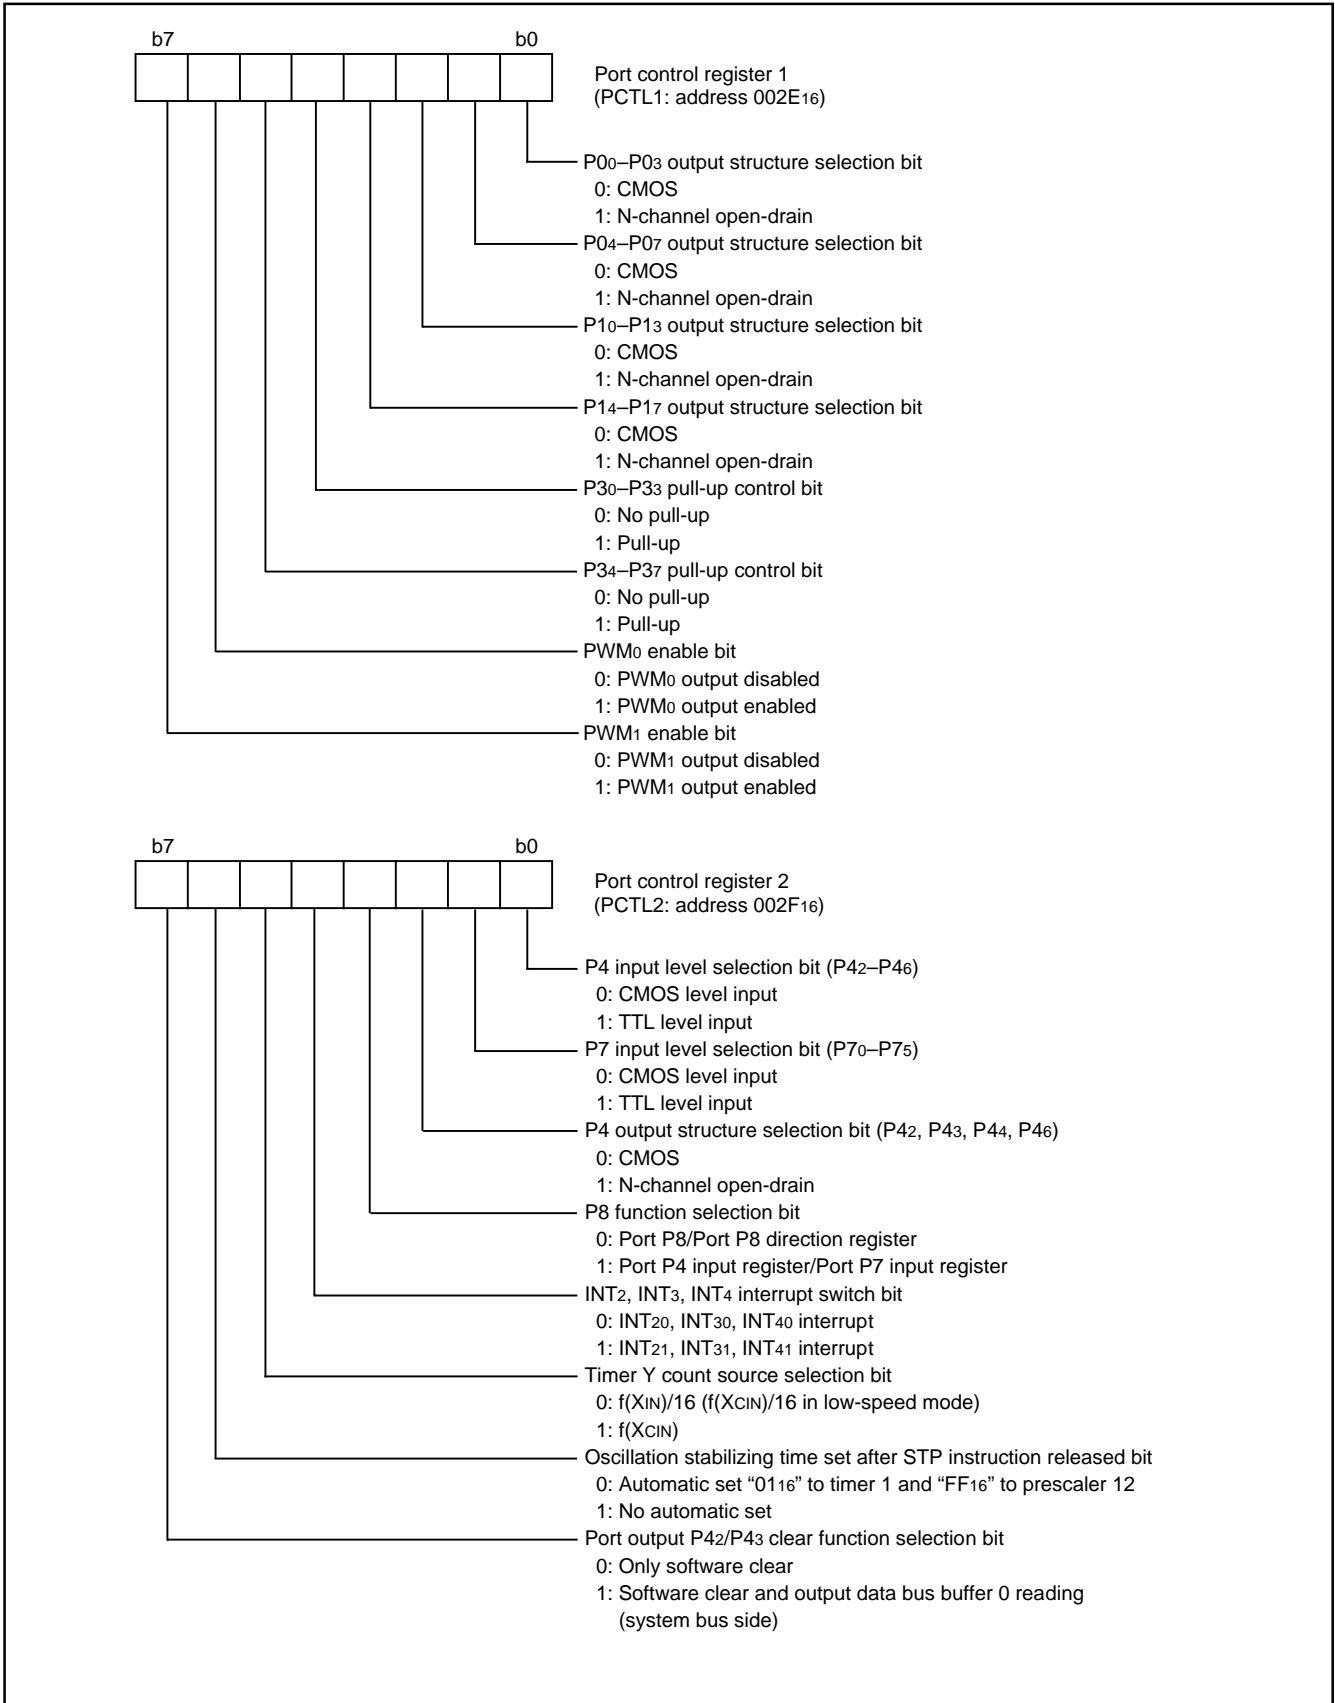 b7 b0
Port control register 1
(PCTL1: address 002E16)
P00–P03 output structure selection bit
0: CMOS
1: N-channel open-drain
P04–P07 output structure selection bit
0: CMOS
1: N-channel open-drain
P10–P13 output structure selection bit
0: CMOS
1: N-channel open-drain
P14–P17 output structure selection bit
0: CMOS
1: N-channel open-drain
P30–P33 pull-up control bit
0: No pull-up
1: Pull-up
P34–P37 pull-up control bit
0: No pull-up
1: Pull-up
PWM0 enable bit
0: PWM0 output disabled
1: PWM0 output enabled
PWM1 enable bit
0: PWM1 output disabled
1: PWM1 output enabled
b7 b0
Port control register 2
(PCTL2: address 002F16)
P4 input level selection bit (P42–P46)
0: CMOS level input
1: TTL level input
P7 input level selection bit (P70–P75)
0: CMOS level input
1: TTL level input
P4 output structure selection bit (P42, P43, P44, P46)
0: CMOS
1: N-channel open-drain
P8 function selection bit
0: Port P8/Port P8 direction register
1: Port P4 input register/Port P7 input register
INT2, INT3, INT4 interrupt switch bit
0: INT20, INT30, INT40 interrupt
1: INT21, INT31, INT41 interrupt
Timer Y count source selection bit
0: f(XIN)/16 (f(XCIN)/16 in low-speed mode)
1: f(XCIN)
Oscillation stabilizing time set after STP instruction released bit
0: Automatic set “0116” to timer 1 and “FF16” to prescaler 12
1: No automatic set
Port output P42/P43 clear function selection bit
0: Only software clear
1: Software clear and output data bus buffer 0 reading
(system bus side)